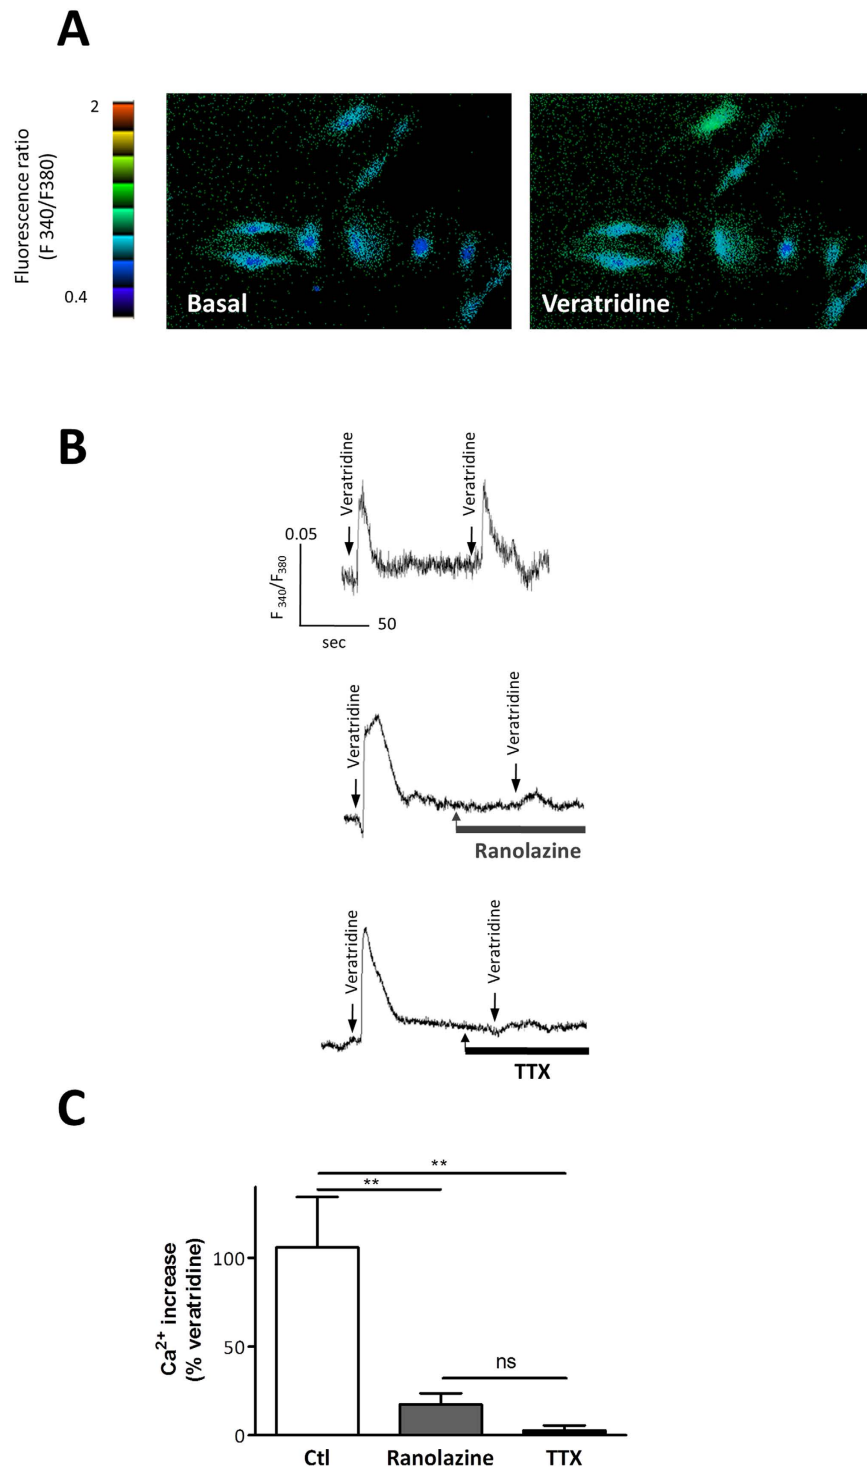 A
2
Fluorescence ratio
(F 340/F380)
0.4
Basal
Veratridine
B
Veratridine
Veratridine
0.05
F 340/F380
50
sec
Veratridine
Veratridine
Ranolazine
Veratridine
Veratridine
TTX
C
**
**
Ca2+ increase
(% veratridine)
100
50
0
ns
Ctl
Ranolazine
TTX